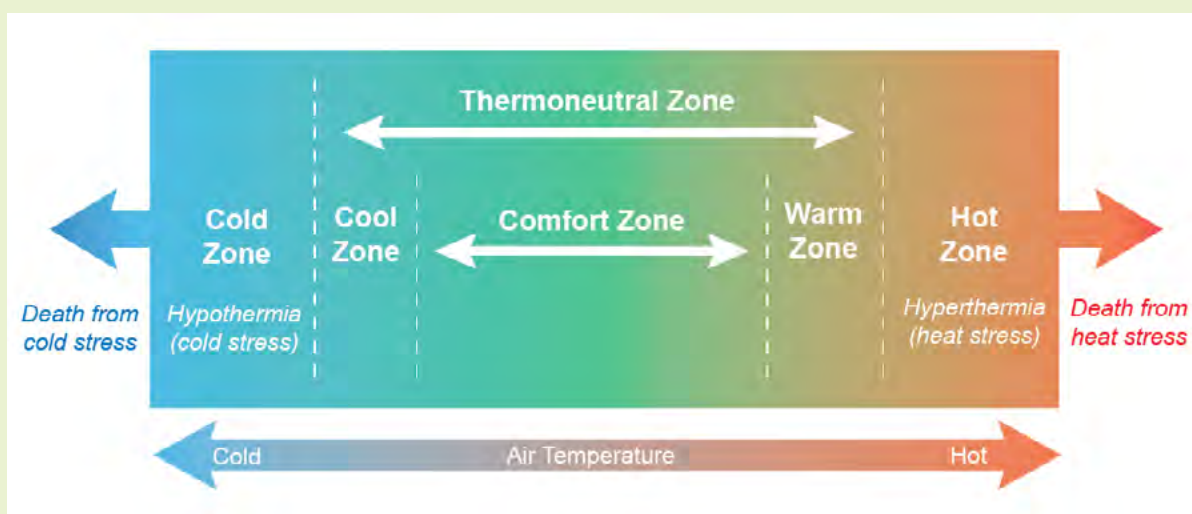 Thermoneutral Zone
Cold
Zone
Cool
Zone
Comfort Zone
Warm
Zone
Hot
Zone
Death from
cold stress
Hypothermia
(cold stress)
Hyperthermia
(heat stress)
Death from
heat stress
Cold
Air Temperature
Hot